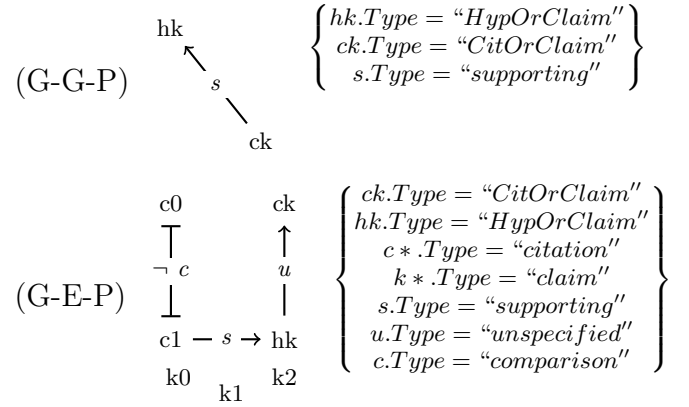 hk
s
ck
(G-G-P)
hk.Type = “HypOrClaim″
ck.Type = “CitOrClaim″
s.Type = “supporting″
c0 ck
¬ c u
c1 s hk
k0 k2
k1
(G-E-P)
ck.Type = “CitOrClaim″
hk.Type = “HypOrClaim″
c * .Type = “citation″
k * .Type = “claim″
s.Type = “supporting″
u.Type = “unspecified″
c.Type = “comparison″